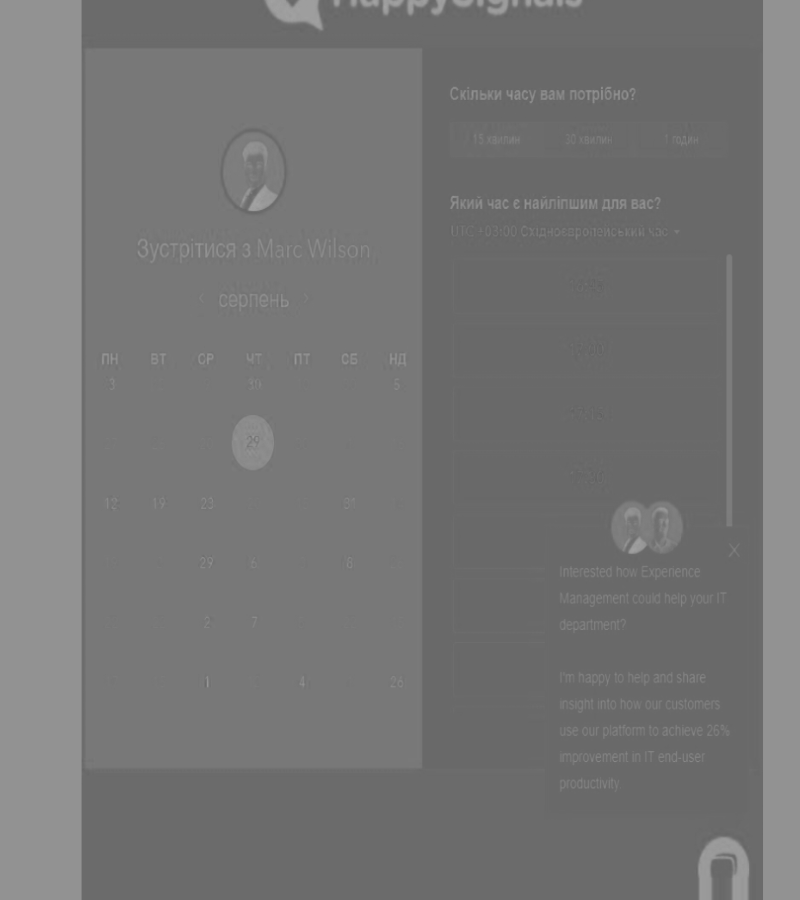 HappySignals
Зустрітися з Marc Wilson
серпень
ПН ВТ СР ЧТ ПТ СБ НД
3 30 5
29
12 19 23 31
29 6 8
2 7
1 4 26
Скільки часу вам потрібно?
15 хвилин 30 хвилин 1 годин
Який час є найліпшим для вас?
UTC +03:00 Східноєвропейський час
Interested how Experience
Management could help your IT
department?
I'm happy to help and share
insight into how our customers
use our platform to achieve 26%
improvement in IT end-user
productivity.